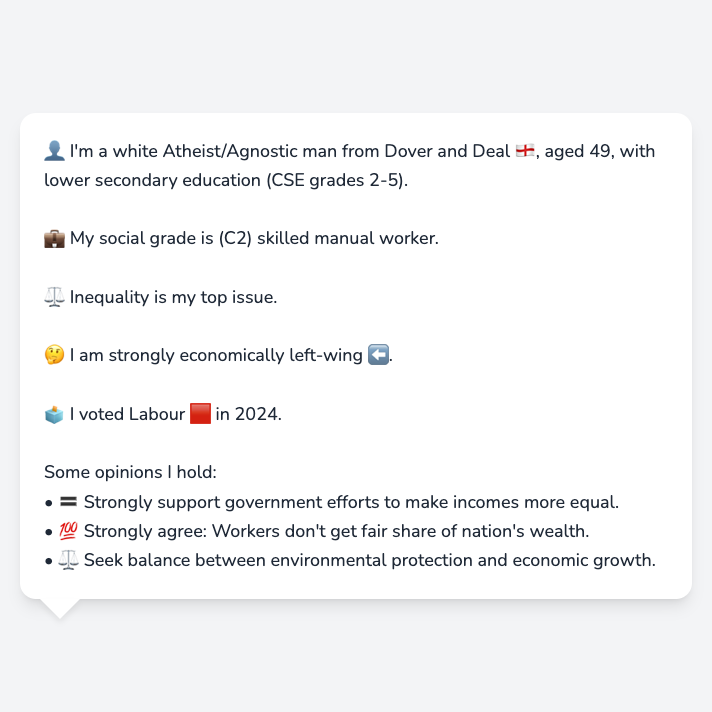 👤 I'm a white Atheist/Agnostic man from Dover and Deal 🏴󠁧󠁢󠁥󠁮󠁧󠁿, aged 49, with
lower secondary education (CSE grades 2-5).
💼 My social grade is (C2) skilled manual worker.
⚖️ Inequality is my top issue.
🤔 I am strongly economically left-wing ⬅️.
🗳️ I voted Labour 🟥 in 2024.
Some opinions I hold:
• 🟰 Strongly support government efforts to make incomes more equal.
• 💯 Strongly agree: Workers don't get fair share of nation's wealth.
• ⚖️ Seek balance between environmental protection and economic growth.